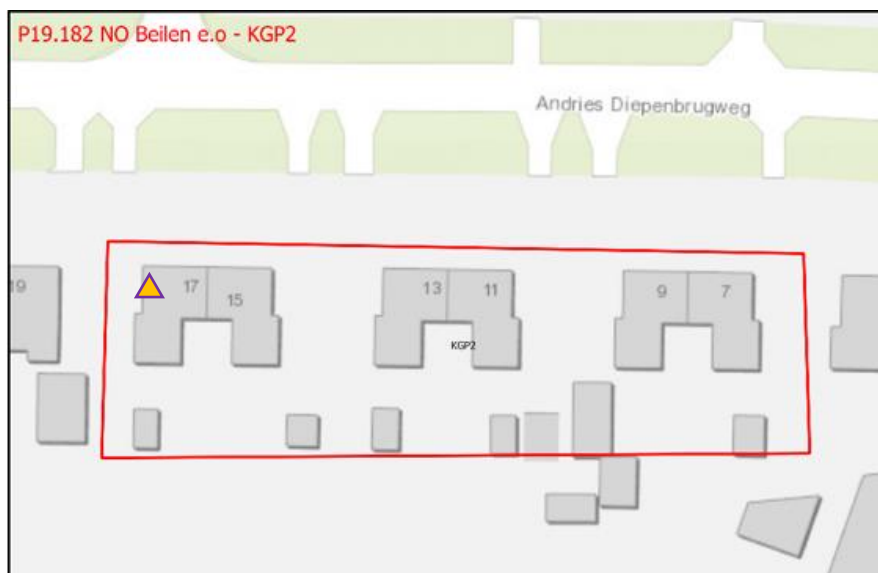 P19.182 NO Beilen e.o - KGP2
Andries Diepenbrugweg
19
17
15
13
11
9
7
KGP2